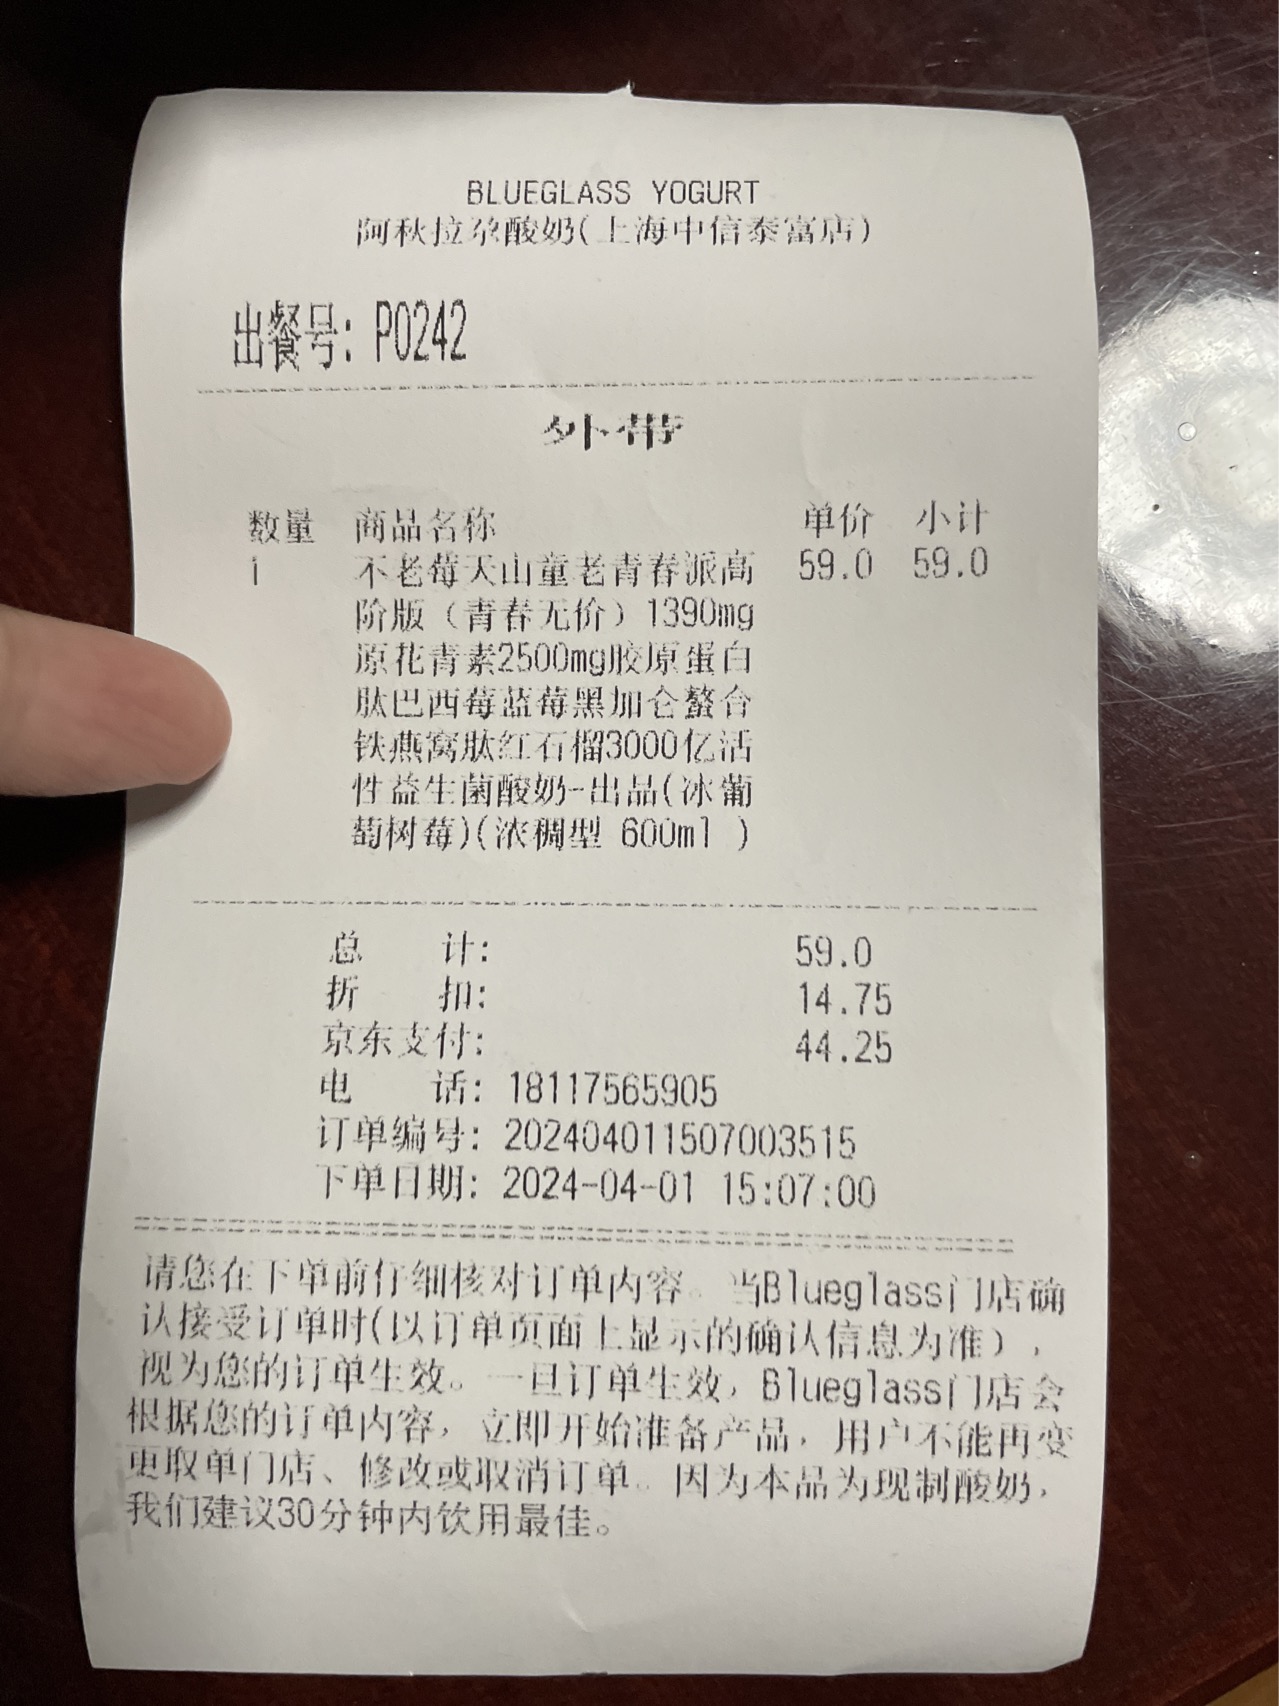 BLUEGLASS YOGURT
阿秋拉尕酸奶(上海中信泰富店)
出餐号: P0242
外带
数量 商品名称 单价 小计
1 不老莓天山童老青春派高 59.0 59.0
阶版（青春无价）1390mg
原花青素2500mg胶原蛋白
肽巴西莓蓝莓黑加仑螯合
铁燕窝肽红石榴3000亿活
性益生菌酸奶-出品(冰葡
萄树莓)(浓稠型 600ml )
总 计: 59.0
折 扣: 14.75
京东支付: 44.25
电 话: 18117565905
订单编号: 202404011507003515
下单日期: 2024-04-01 15:07:00
请您在下单前仔细核对订单内容。当Blueglass门店确
认接受订单时(以订单页面上显示的确认信息为准)，
视为您的订单生效。一旦订单生效，Blueglass门店会
根据您的订单内容，立即开始准备产品，用户不能再变
更取单门店、修改或取消订单。因为本品为现制酸奶，
我们建议30分钟内饮用最佳。